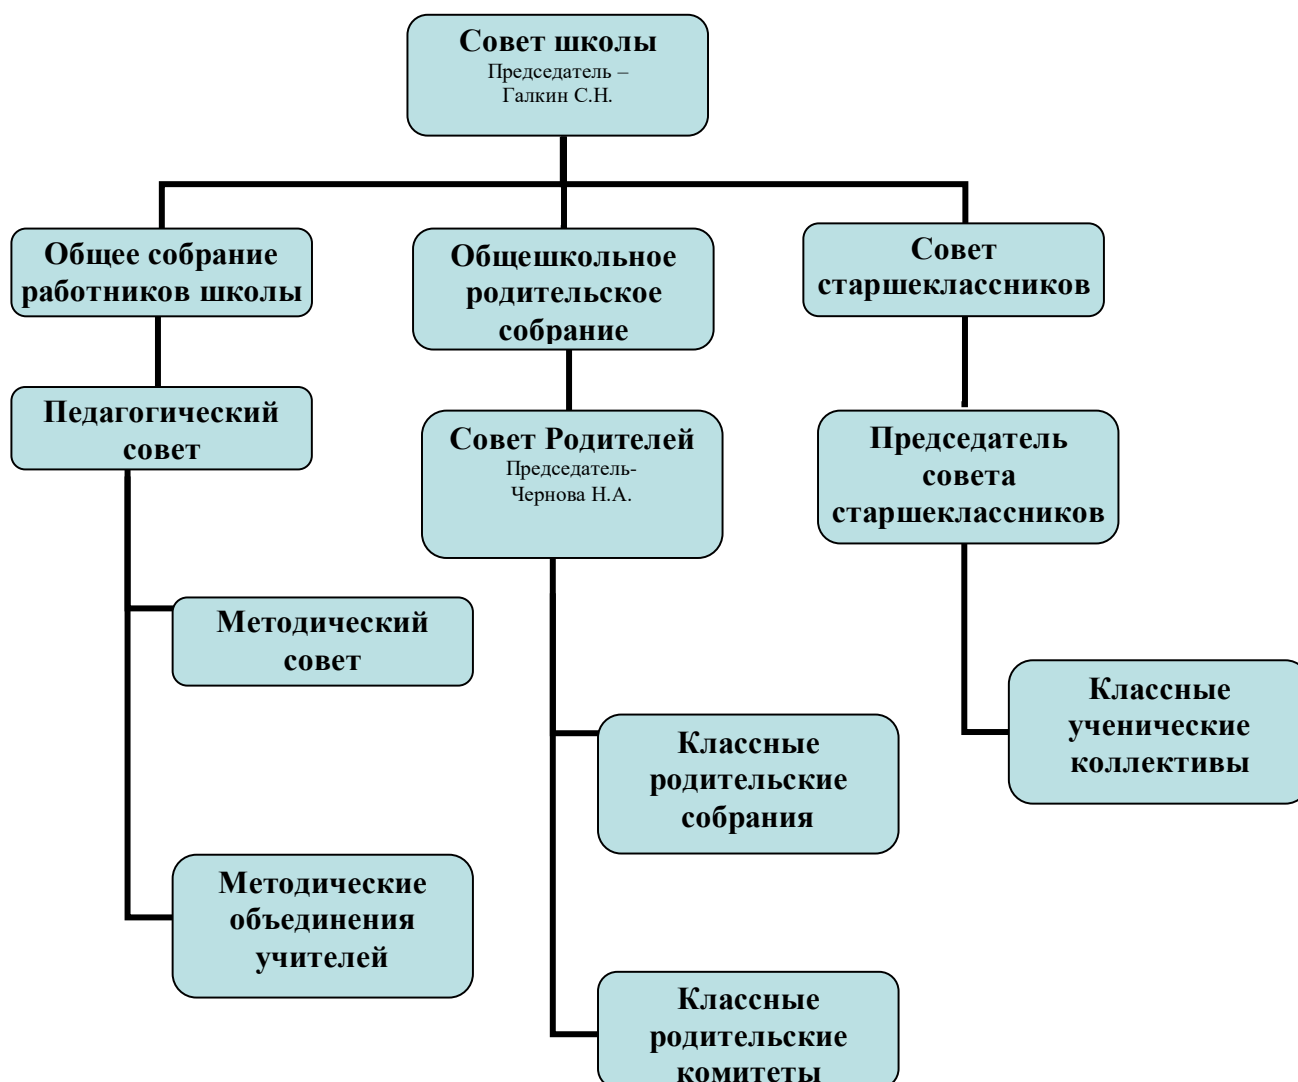 Совет школы
Председатель –
Галкин С.Н.
Общее собрание
работников школы
Общешкольное
родительское
собрание
Совет
старшеклассников
Педагогический
совет
Совет Родителей
Председатель-
Чернова Н.А.
Председатель
совета
старшеклассников
Методический
совет
Классные
ученические
коллективы
Классные
родительские
собрания
Методические
объединения
учителей
Классные
родительские
комитеты